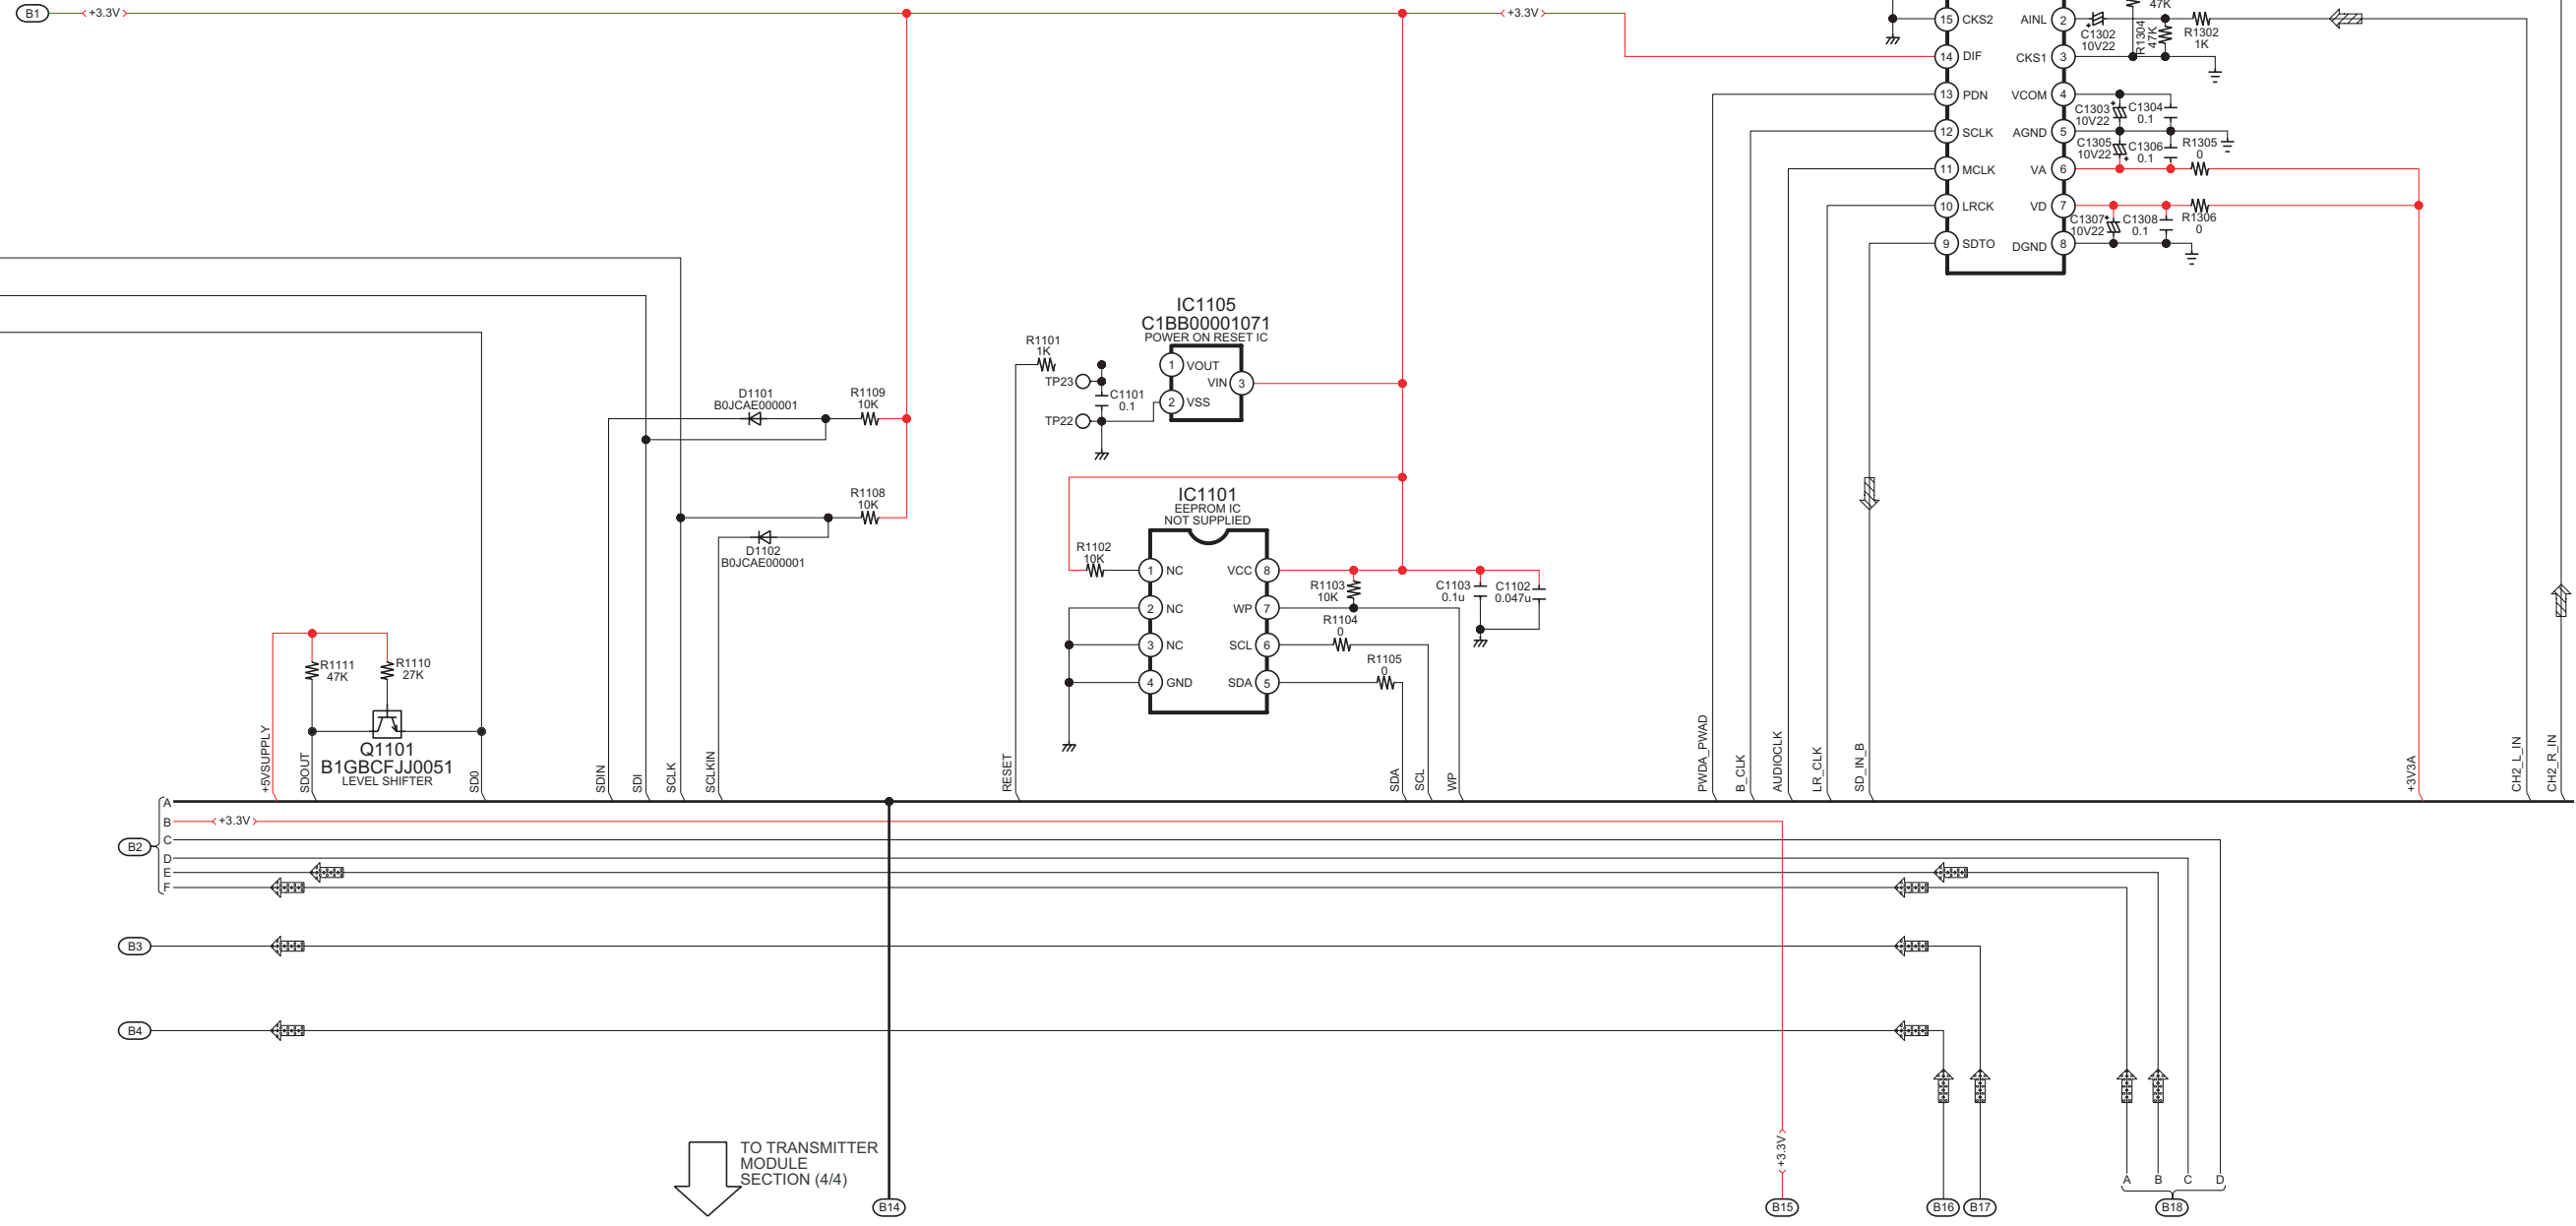 B1
+3.3V
+3.3V
15 CKS2
14 DIF
13 PDN
12 SCLK
11 MCLK
10 LRCK
9 SDTO
AINL 2
CKS1 3
VCOM 4
AGND 5
VA 6
VD 7
DGND 8
47K
C1302
10V22
R1304
47K
R1302
1K
C1303
10V22
C1304
0.1
C1305
10V22
C1306
0.1
R1305
0
C1307
10V22
C1308
0.1
R1306
0
IC1105
C1BB00001071
POWER ON RESET IC
1 VOUT
VIN 3
2 VSS
R1101
1K
TP23
C1101
0.1
TP22
D1101
B0JCAE000001
R1109
10K
R1108
10K
D1102
B0JCAE000001
IC1101
EEPROM IC
NOT SUPPLIED
R1102
10K
1 NC
2 NC
3 NC
4 GND
VCC 8
WP 7
SCL 6
SDA 5
R1103
10K
C1103
0.1u
C1102
0.047u
R1104
0
R1105
0
R1111
47K
R1110
27K
Q1101
B1GBCFJJ0051
LEVEL SHIFTER
+5VSUPPLY
SDOUT
SD0
SDIN
SDI
SCLK
SCLKIN
RESET
SDA
SCL
WP
PWDA_PWAD
B_CLK
AUDIOCLK
LR_CLK
SD_IN_B
+3V3A
CH2_L_IN
CH2_R_IN
A
B
+3.3V
C
B2
D
E
F
B3
B4
TO TRANSMITTER
MODULE
SECTION (4/4)
+3.3V
A B C D
B14
B15
B16
B17
B18